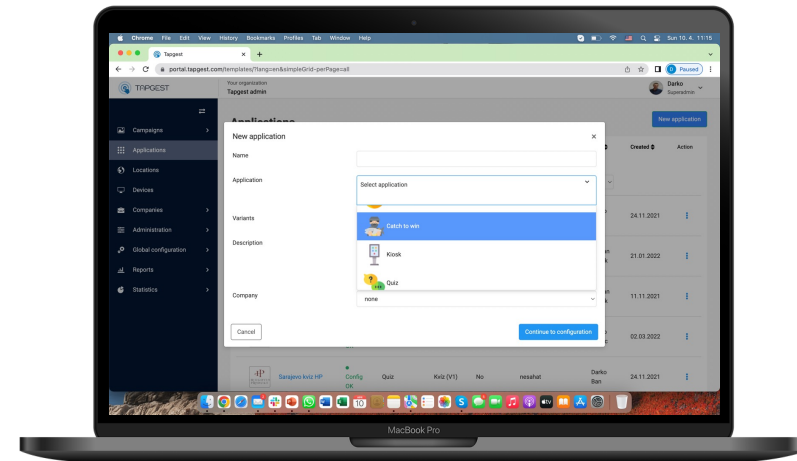 Chrome File Edit View History Bookmarks Profiles Tab Window Help
Sun 10. 4. 11:15
Tapgest
portal.tapgest.com/templates/?lang=en&simpleGrid-perPage=all
Paused
TAPGEST
Your organization
Tapgest admin
Darko
Superadmin
Applications
New application
Campaigns
Applications
Locations
Devices
Companies
Administration
Global configuration
Reports
Statistics
New application
Name
Application
Select application
Variants
Catch to win
Description
Kiosk
Quiz
Company
none
Cancel
Continue to configuration
Created
Action
24.11.2021
21.01.2022
11.11.2021
02.03.2022
Sarajevo kviz HP
Config OK
Quiz
Kviz (V1)
No
nesahat
Darko Ban
24.11.2021
MacBook Pro